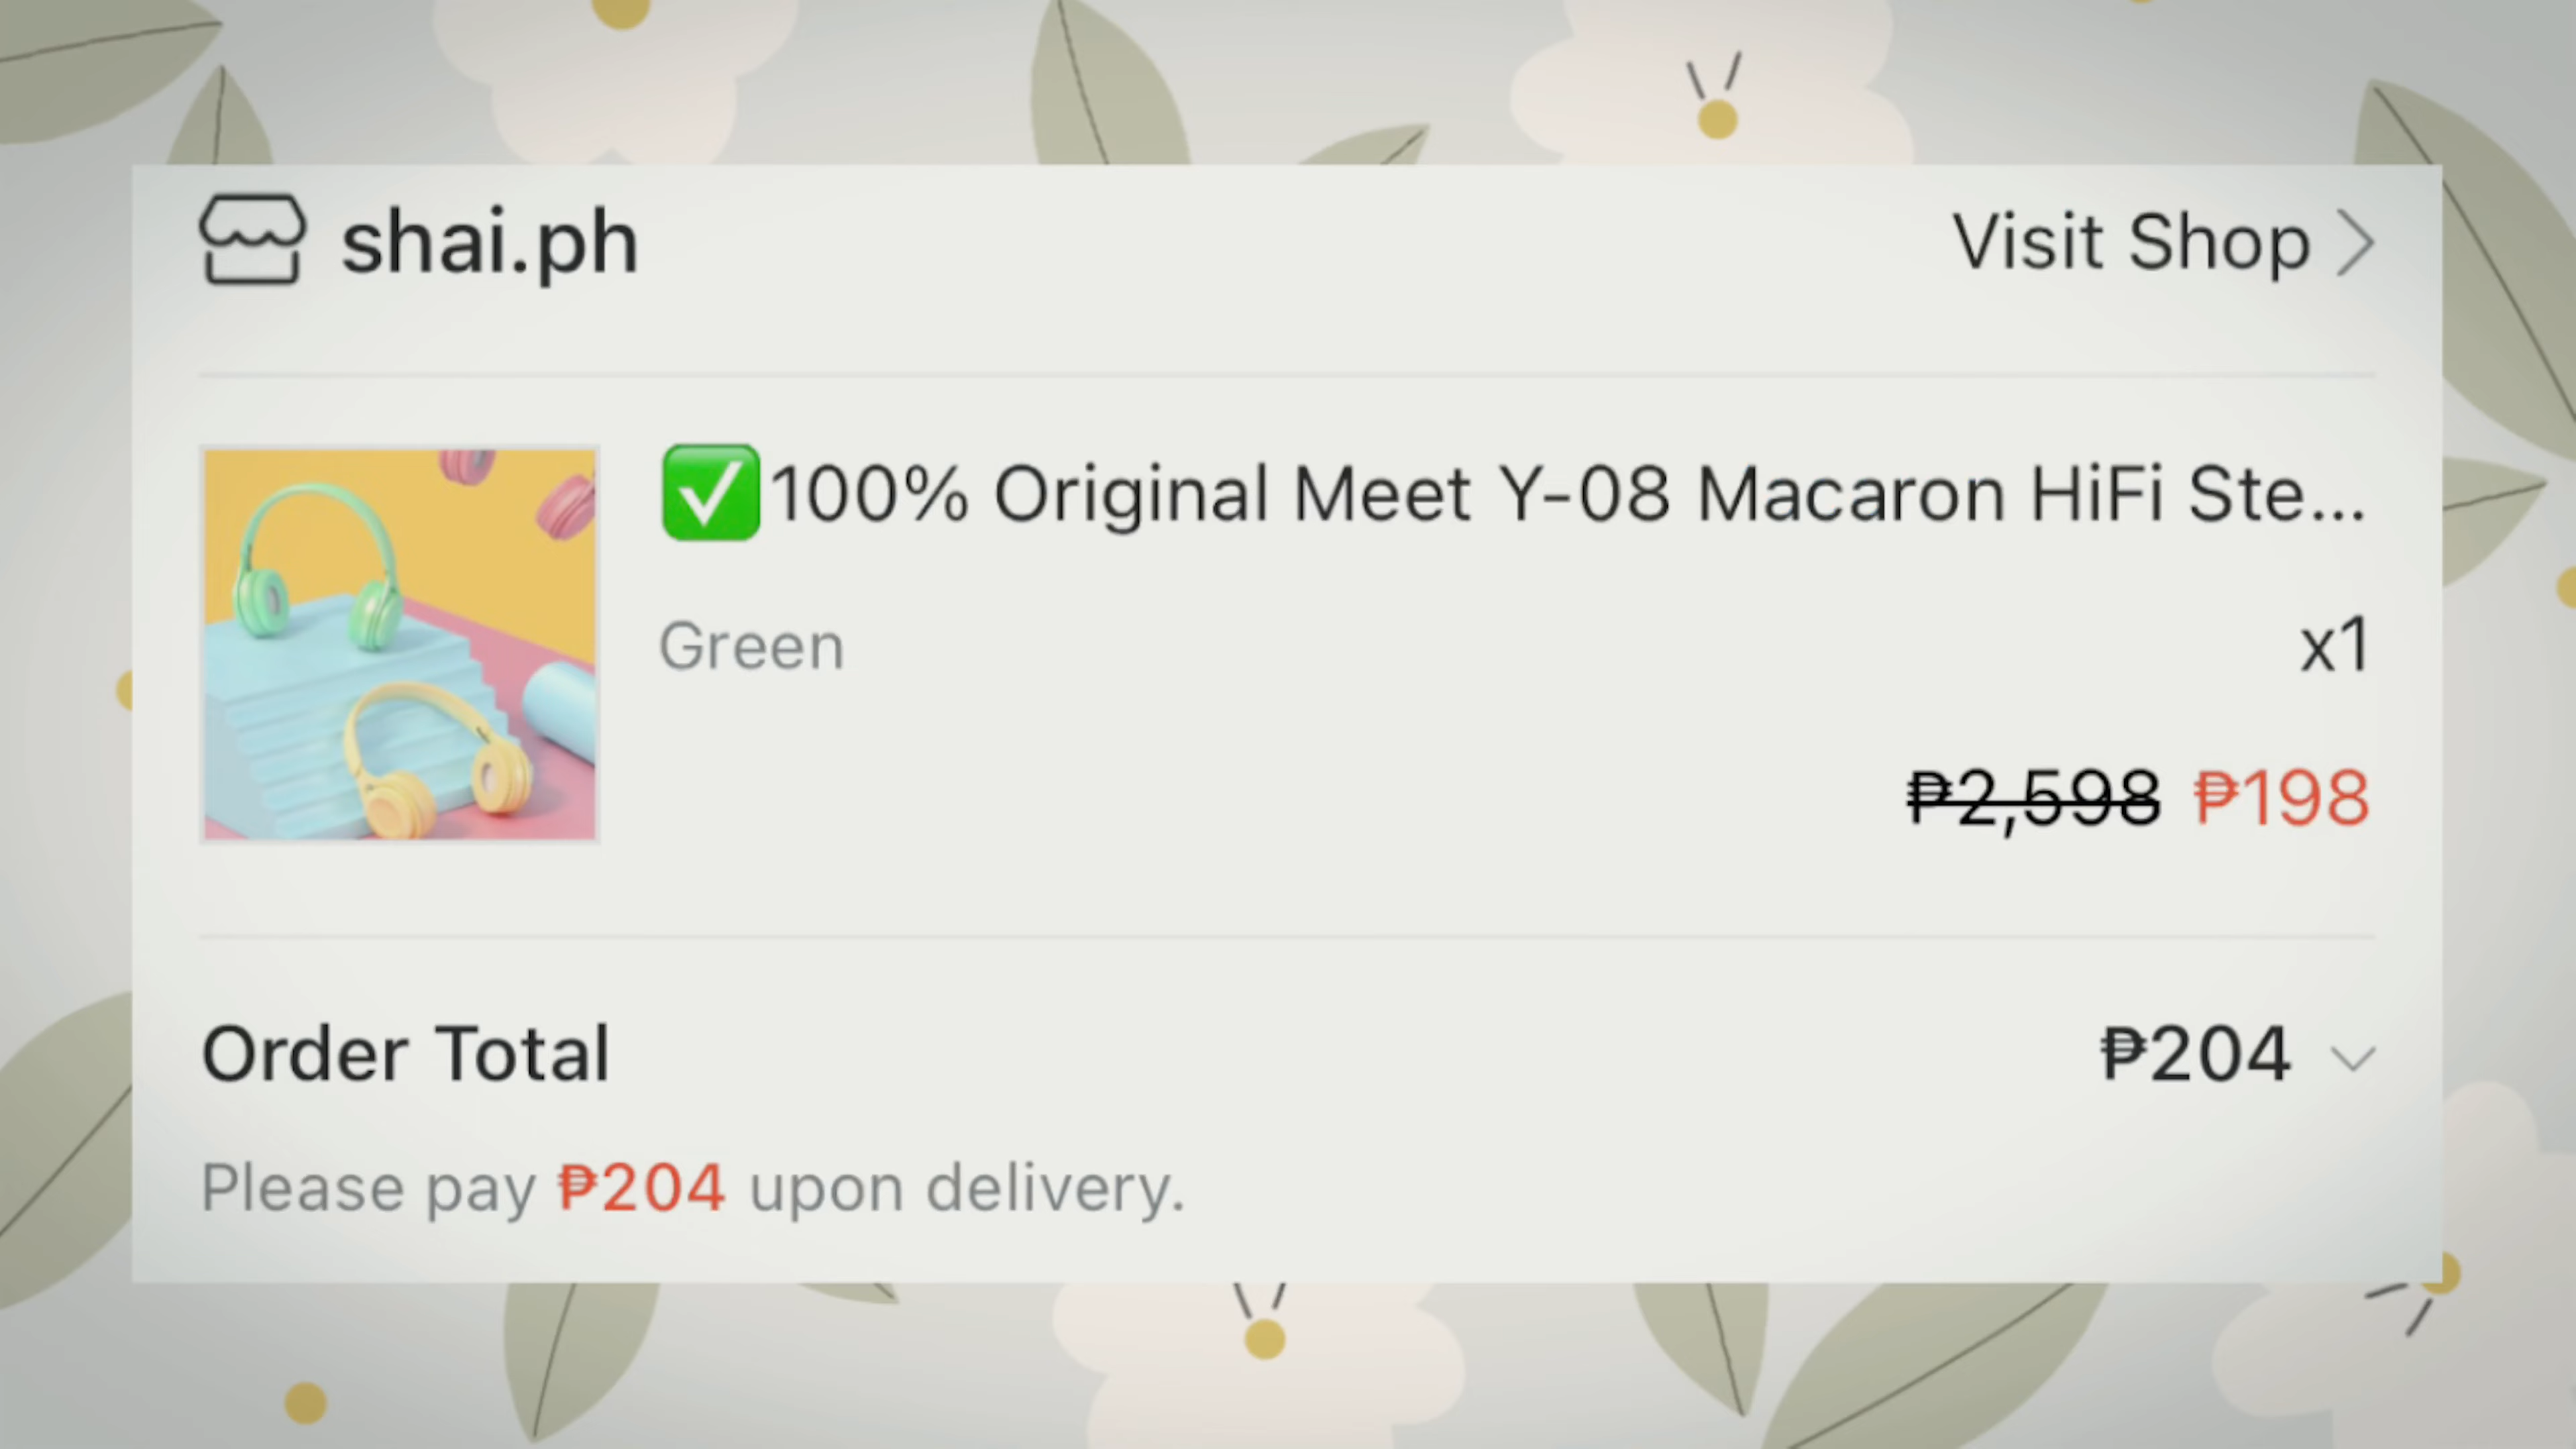 shai.ph
Visit Shop
✅100% Original Meet Y-08 Macaron HiFi Ste...
Green
x1
₱2,598 ₱198
Order Total
₱204
Please pay ₱204 upon delivery.